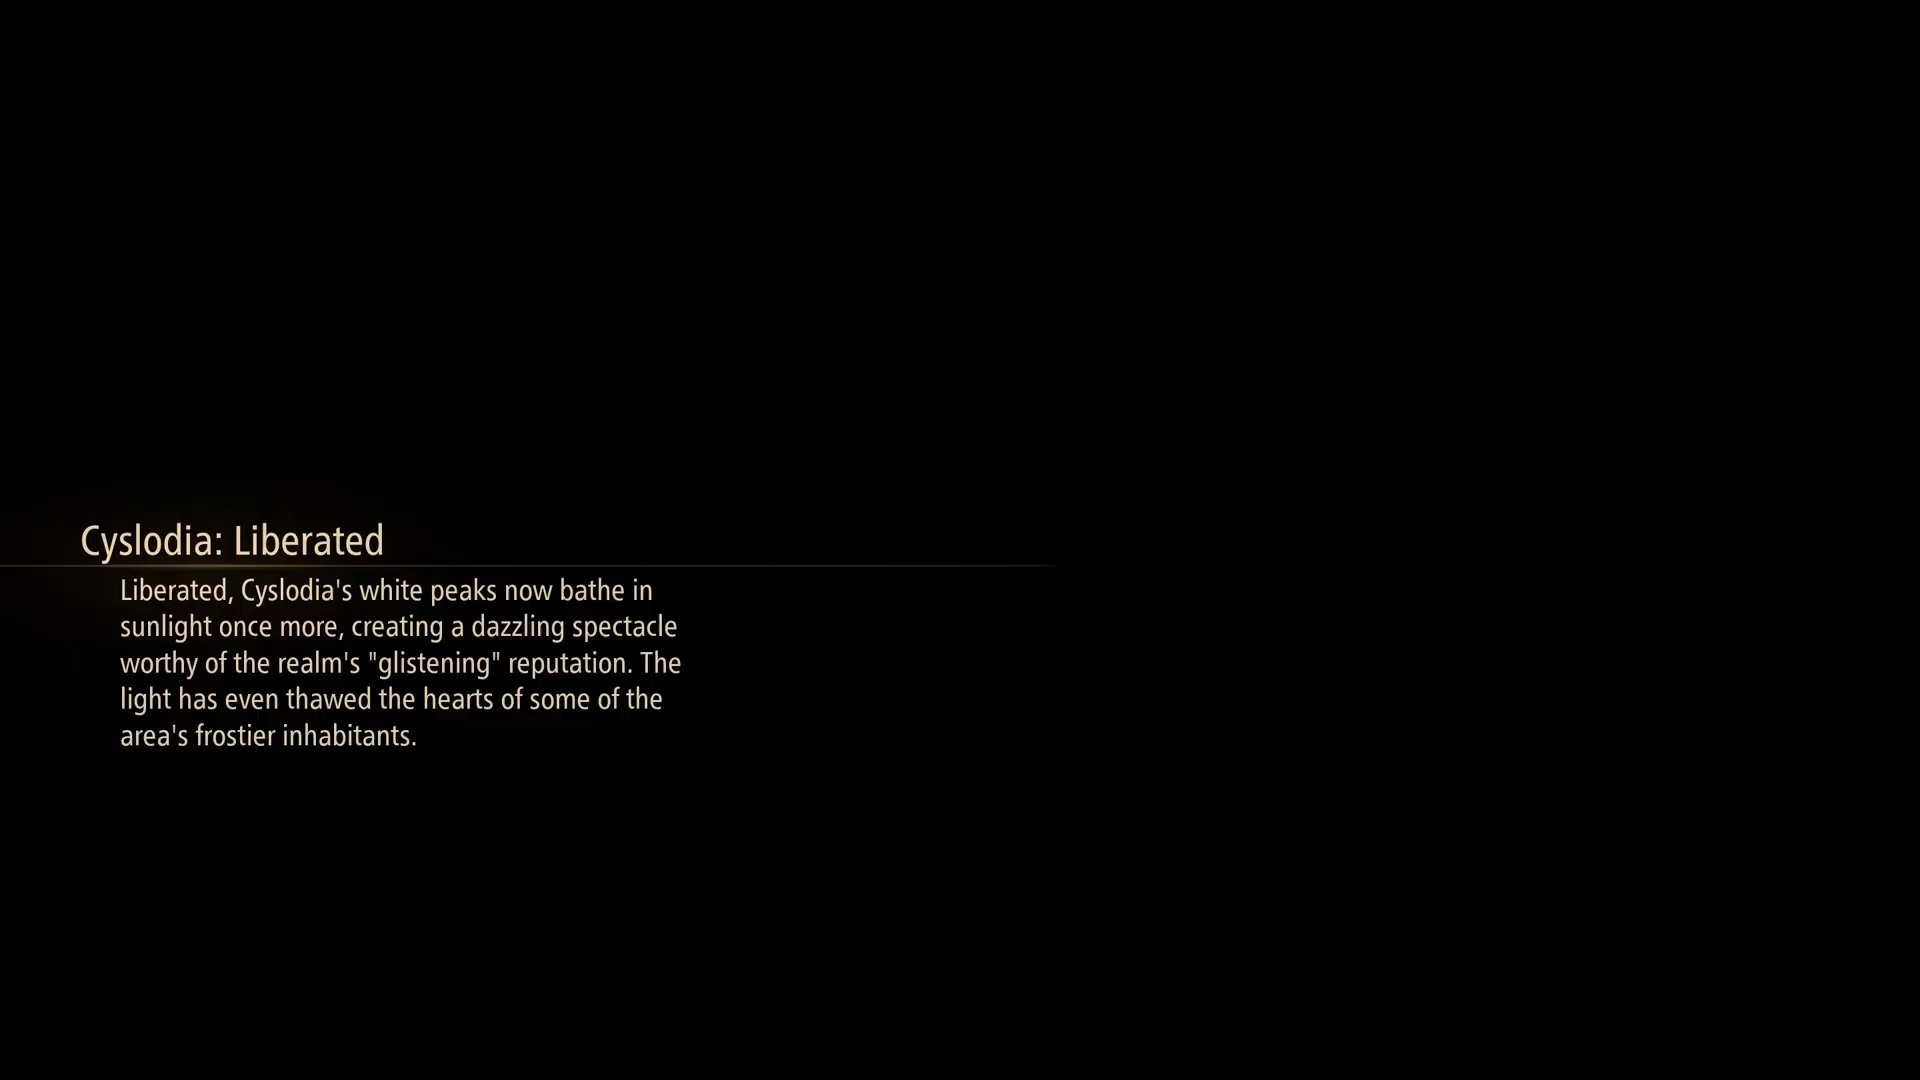 Cyslodia: Liberated
Liberated, Cyslodia's white peaks now bathe in
sunlight once more, creating a dazzling spectacle
worthy of the realm's "glistening" reputation. The
light has even thawed the hearts of some of the
area's frostier inhabitants.